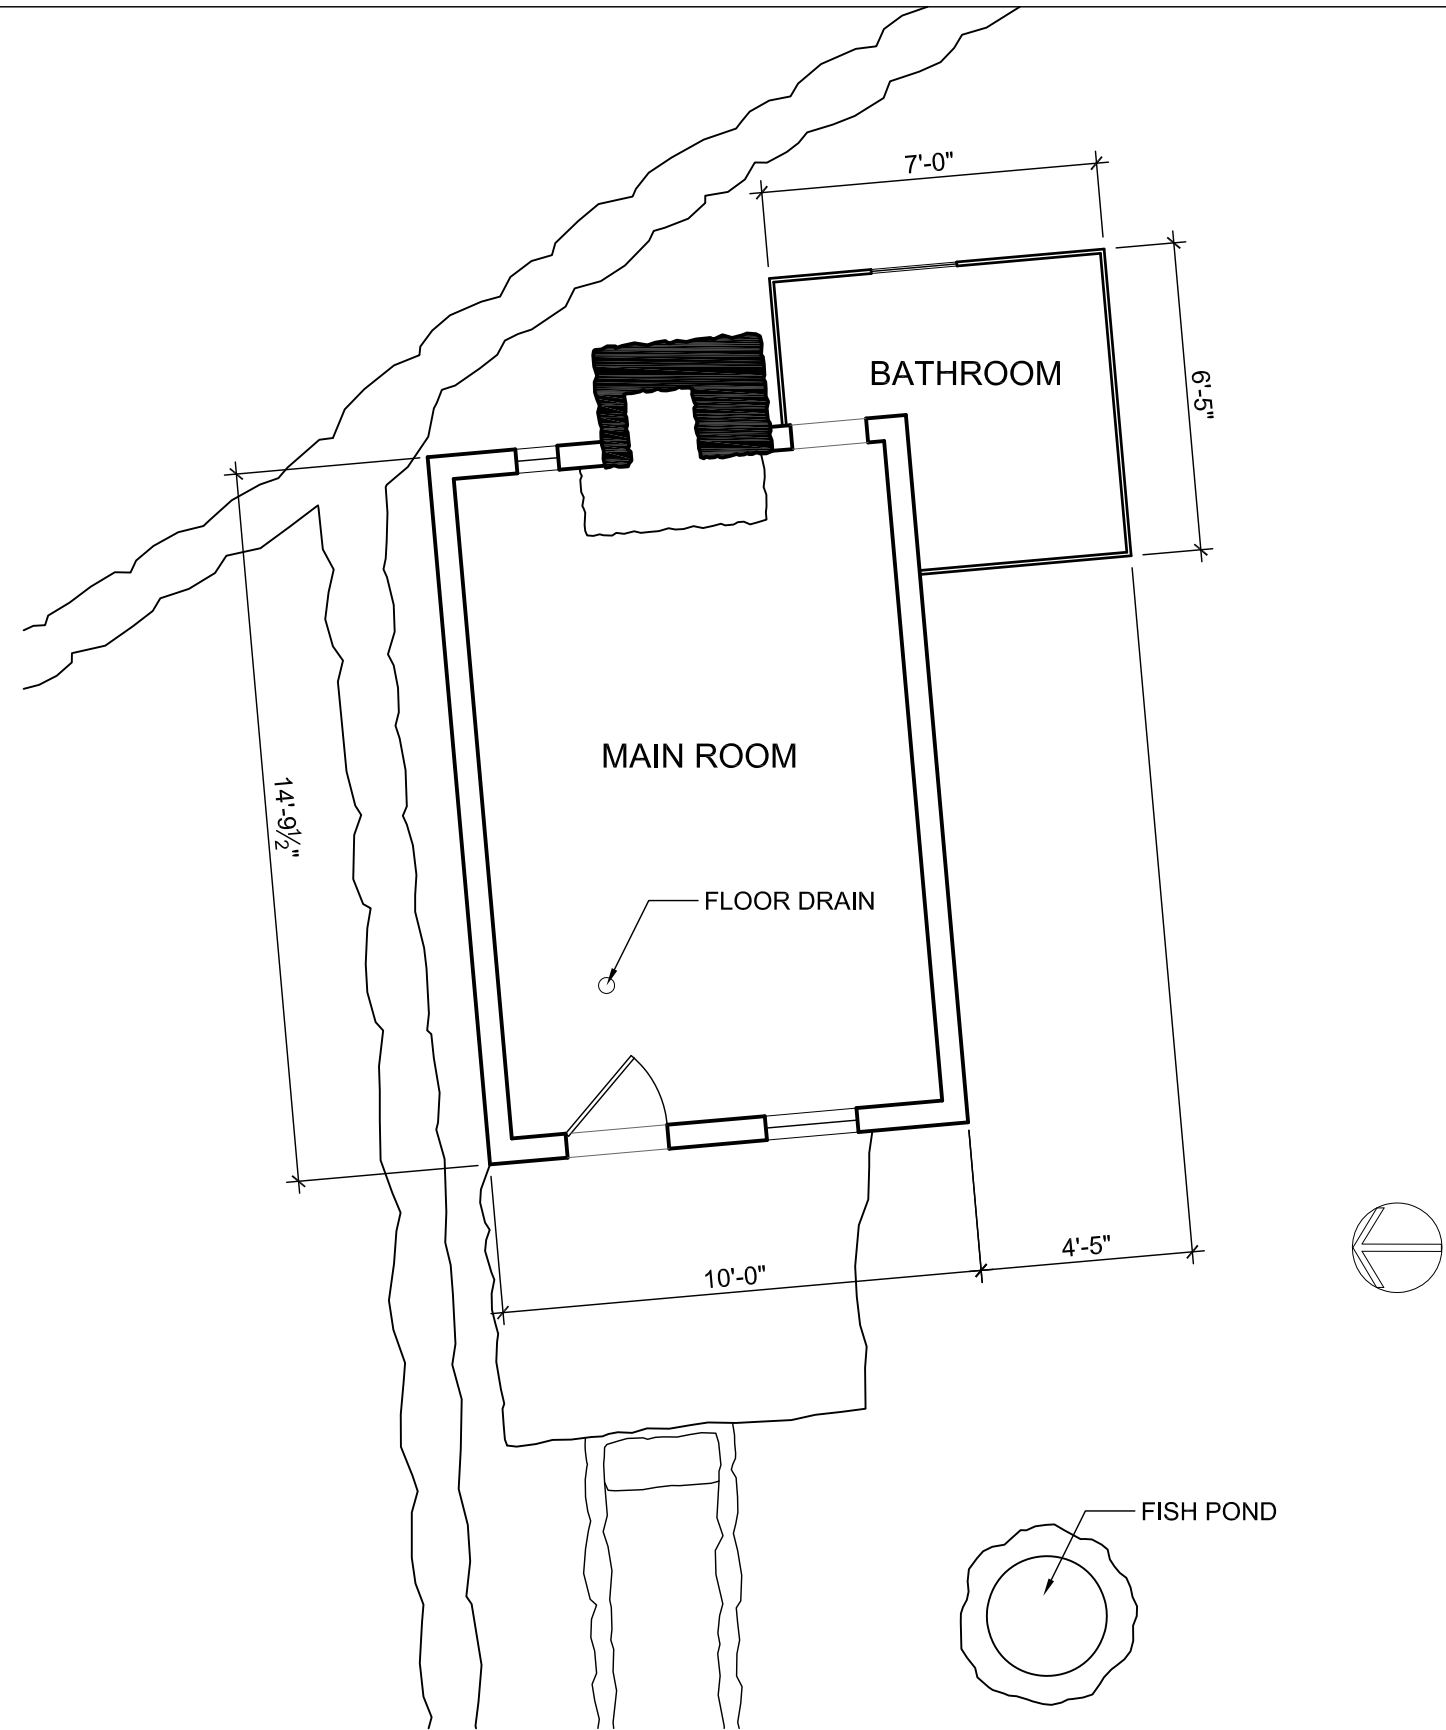 7'-0"
BATHROOM
6'-5"
MAIN ROOM
14'-9½"
FLOOR DRAIN
4'-5"
10'-0"
FISH POND